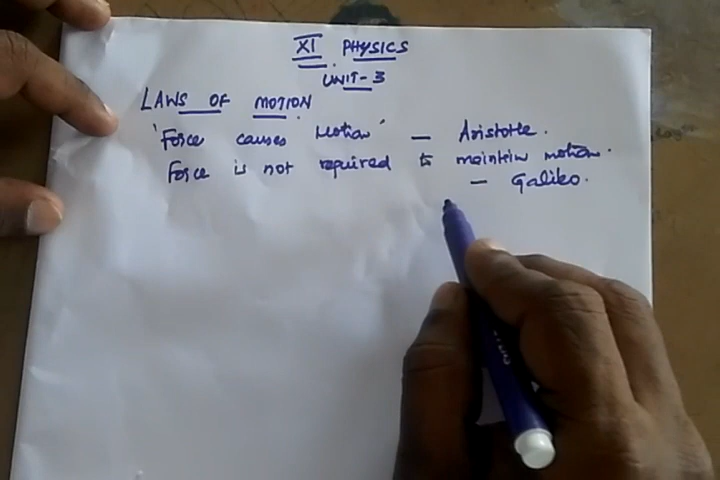 XI PHYSICS
UNIT-3
LAWS OF MOTION
'Force causes Motion' - Aristotle.
Force is not required to maintain motion.
- Galileo.